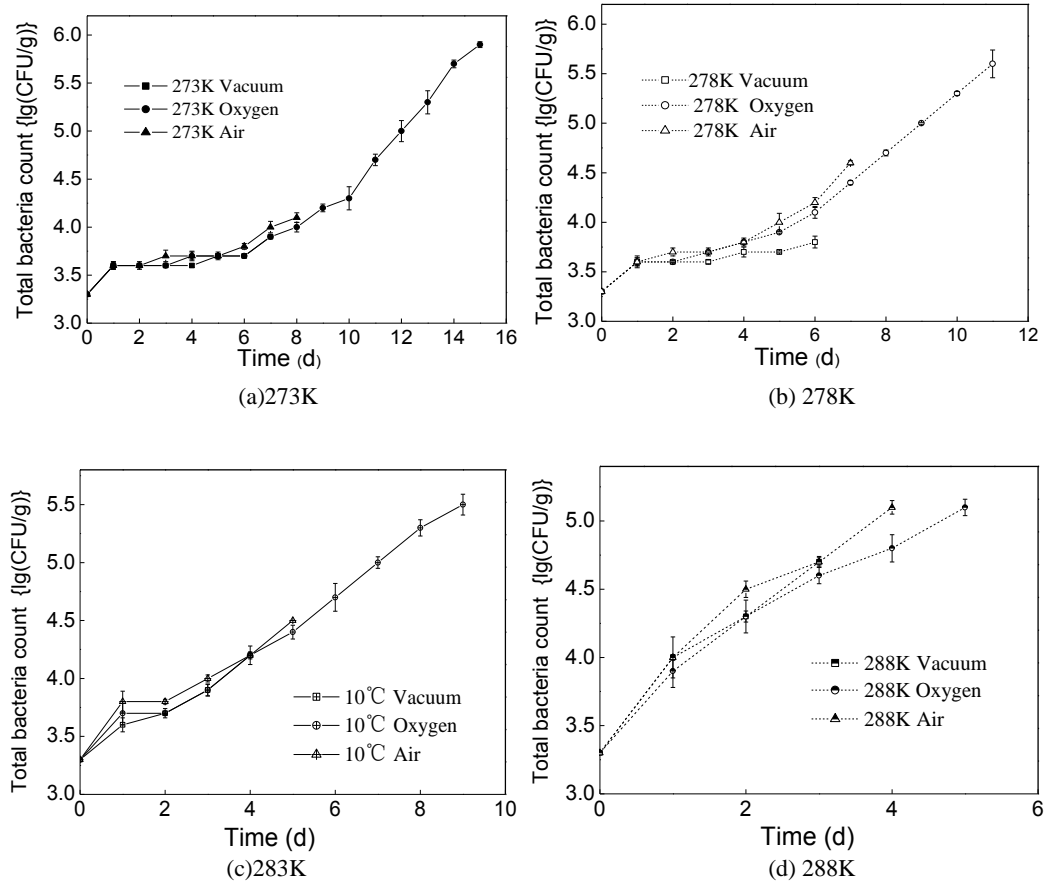 Total bacteria count {lg(CFU/g)}
6.0
5.5
5.0
4.5
4.0
3.5
3.0
273K Vacuum
273K Oxygen
273K Air
0 2 4 6 8 10 12 14 16
Time (d)
(a)273K
Total bacteria count {lg(CFU/g)}
6.0
5.5
5.0
4.5
4.0
3.5
3.0
278K Vacuum
278K Oxygen
278K Air
0 2 4 6 8 10 12
Time (d)
(b) 278K
Total bacteria count {lg(CFU/g)}
5.5
5.0
4.5
4.0
3.5
3.0
10℃ Vacuum
10℃ Oxygen
10℃ Air
0 2 4 6 8 10
Time (d)
(c)283K
Total bacteria count {lg(CFU/g)}
5.0
4.5
4.0
3.5
3.0
288K Vacuum
288K Oxygen
288K Air
0 2 4 6
Time (d)
(d) 288K